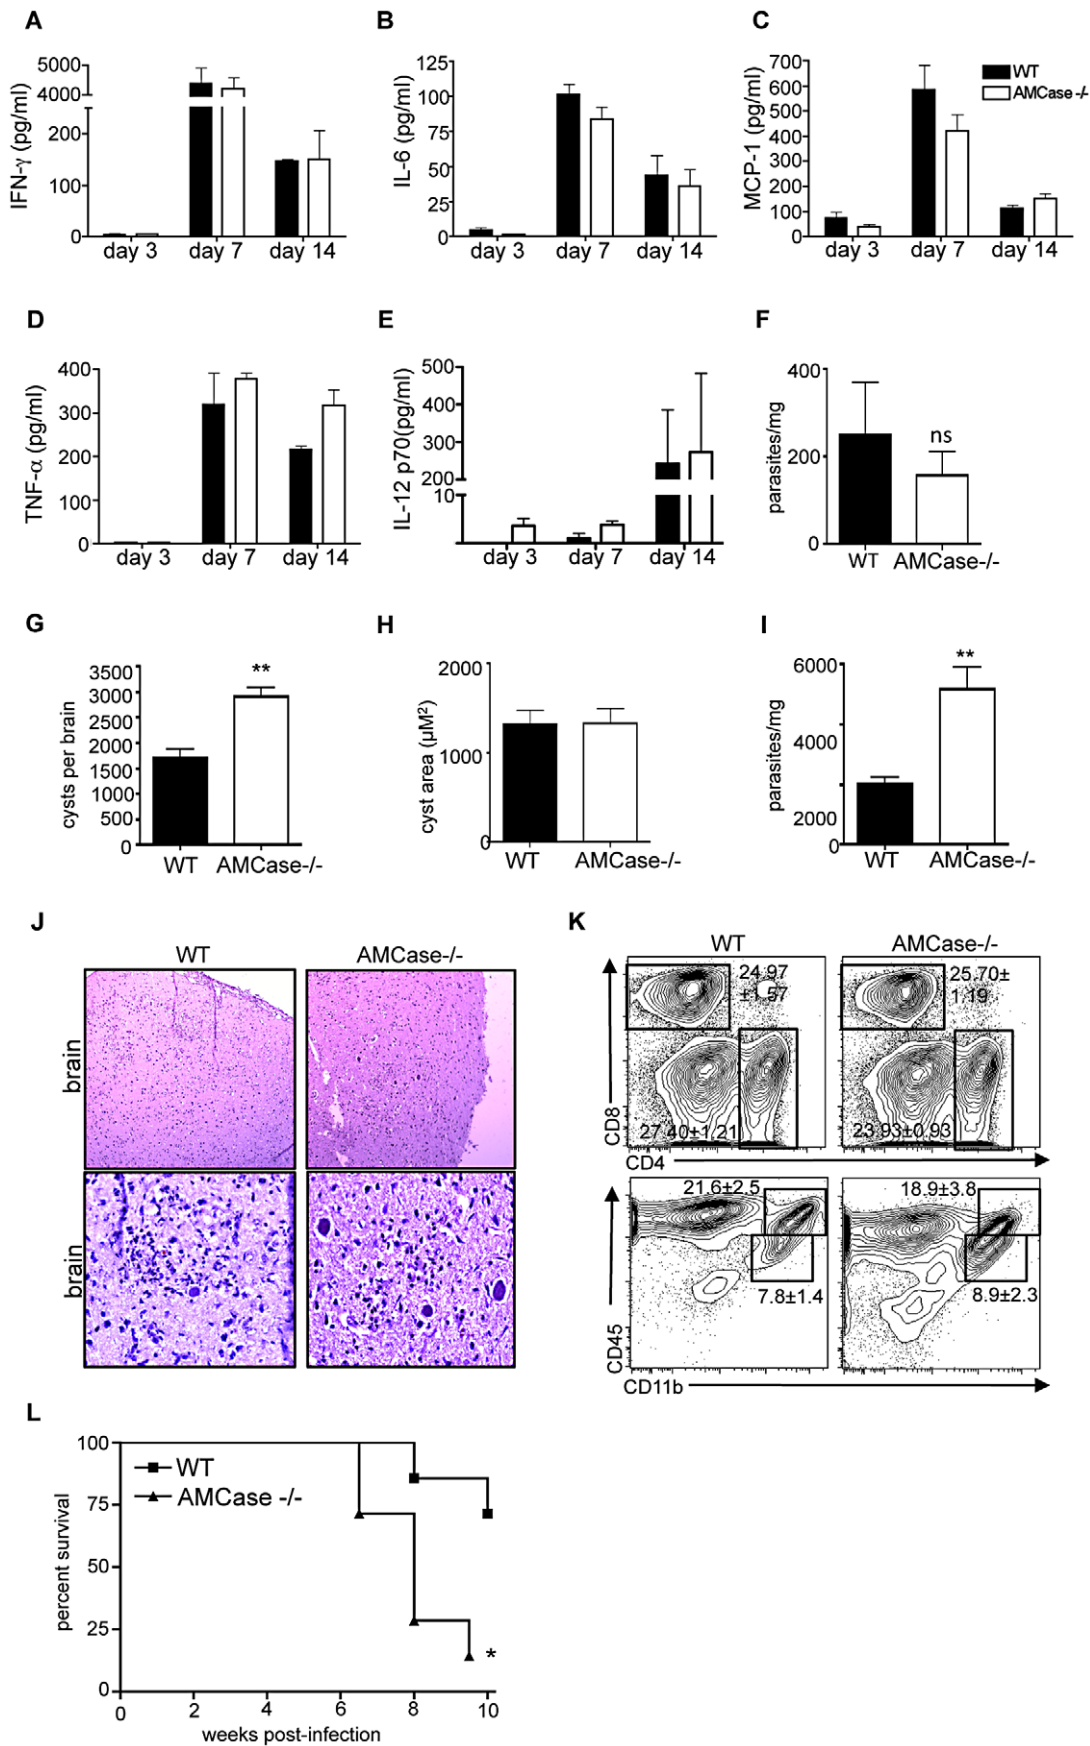 A
IFN-γ (pg/ml)
5000
4000
200
100
0
day 3 day 7 day 14
B
IL-6 (pg/ml)
125
100
75
50
25
0
day 3 day 7 day 14
C
MCP-1 (pg/ml)
700
600
500
400
300
200
100
0
day 3 day 7 day 14
WT
AMCase -/-
D
TNF-α (pg/ml)
400
300
200
100
0
day 3 day 7 day 14
E
IL-12 p70(pg/ml)
500
400
300
200
10
day 3 day 7 day 14
F
parasites/mg
400
200
0
ns
WT AMCase-/-
G
cysts per brain
3500
3000
2500
2000
1500
1000
500
0
**
WT AMCase-/-
H
cyst area (µM²)
2000
1000
0
WT AMCase-/-
I
parasites/mg
6000
4000
2000
0
**
WT AMCase-/-
J
WT AMCase-/-
brain
brain
K
WT AMCase-/-
24.97
±1.57
25.70±
1.19
27.40±1.21
23.93±0.93
CD8
CD4
21.6±2.5
18.9±3.8
7.8±1.4
8.9±2.3
CD45
CD11b
L
percent survival
100
75
50
25
0
WT
AMCase -/-
*
0 2 4 6 8 10
weeks post-infection